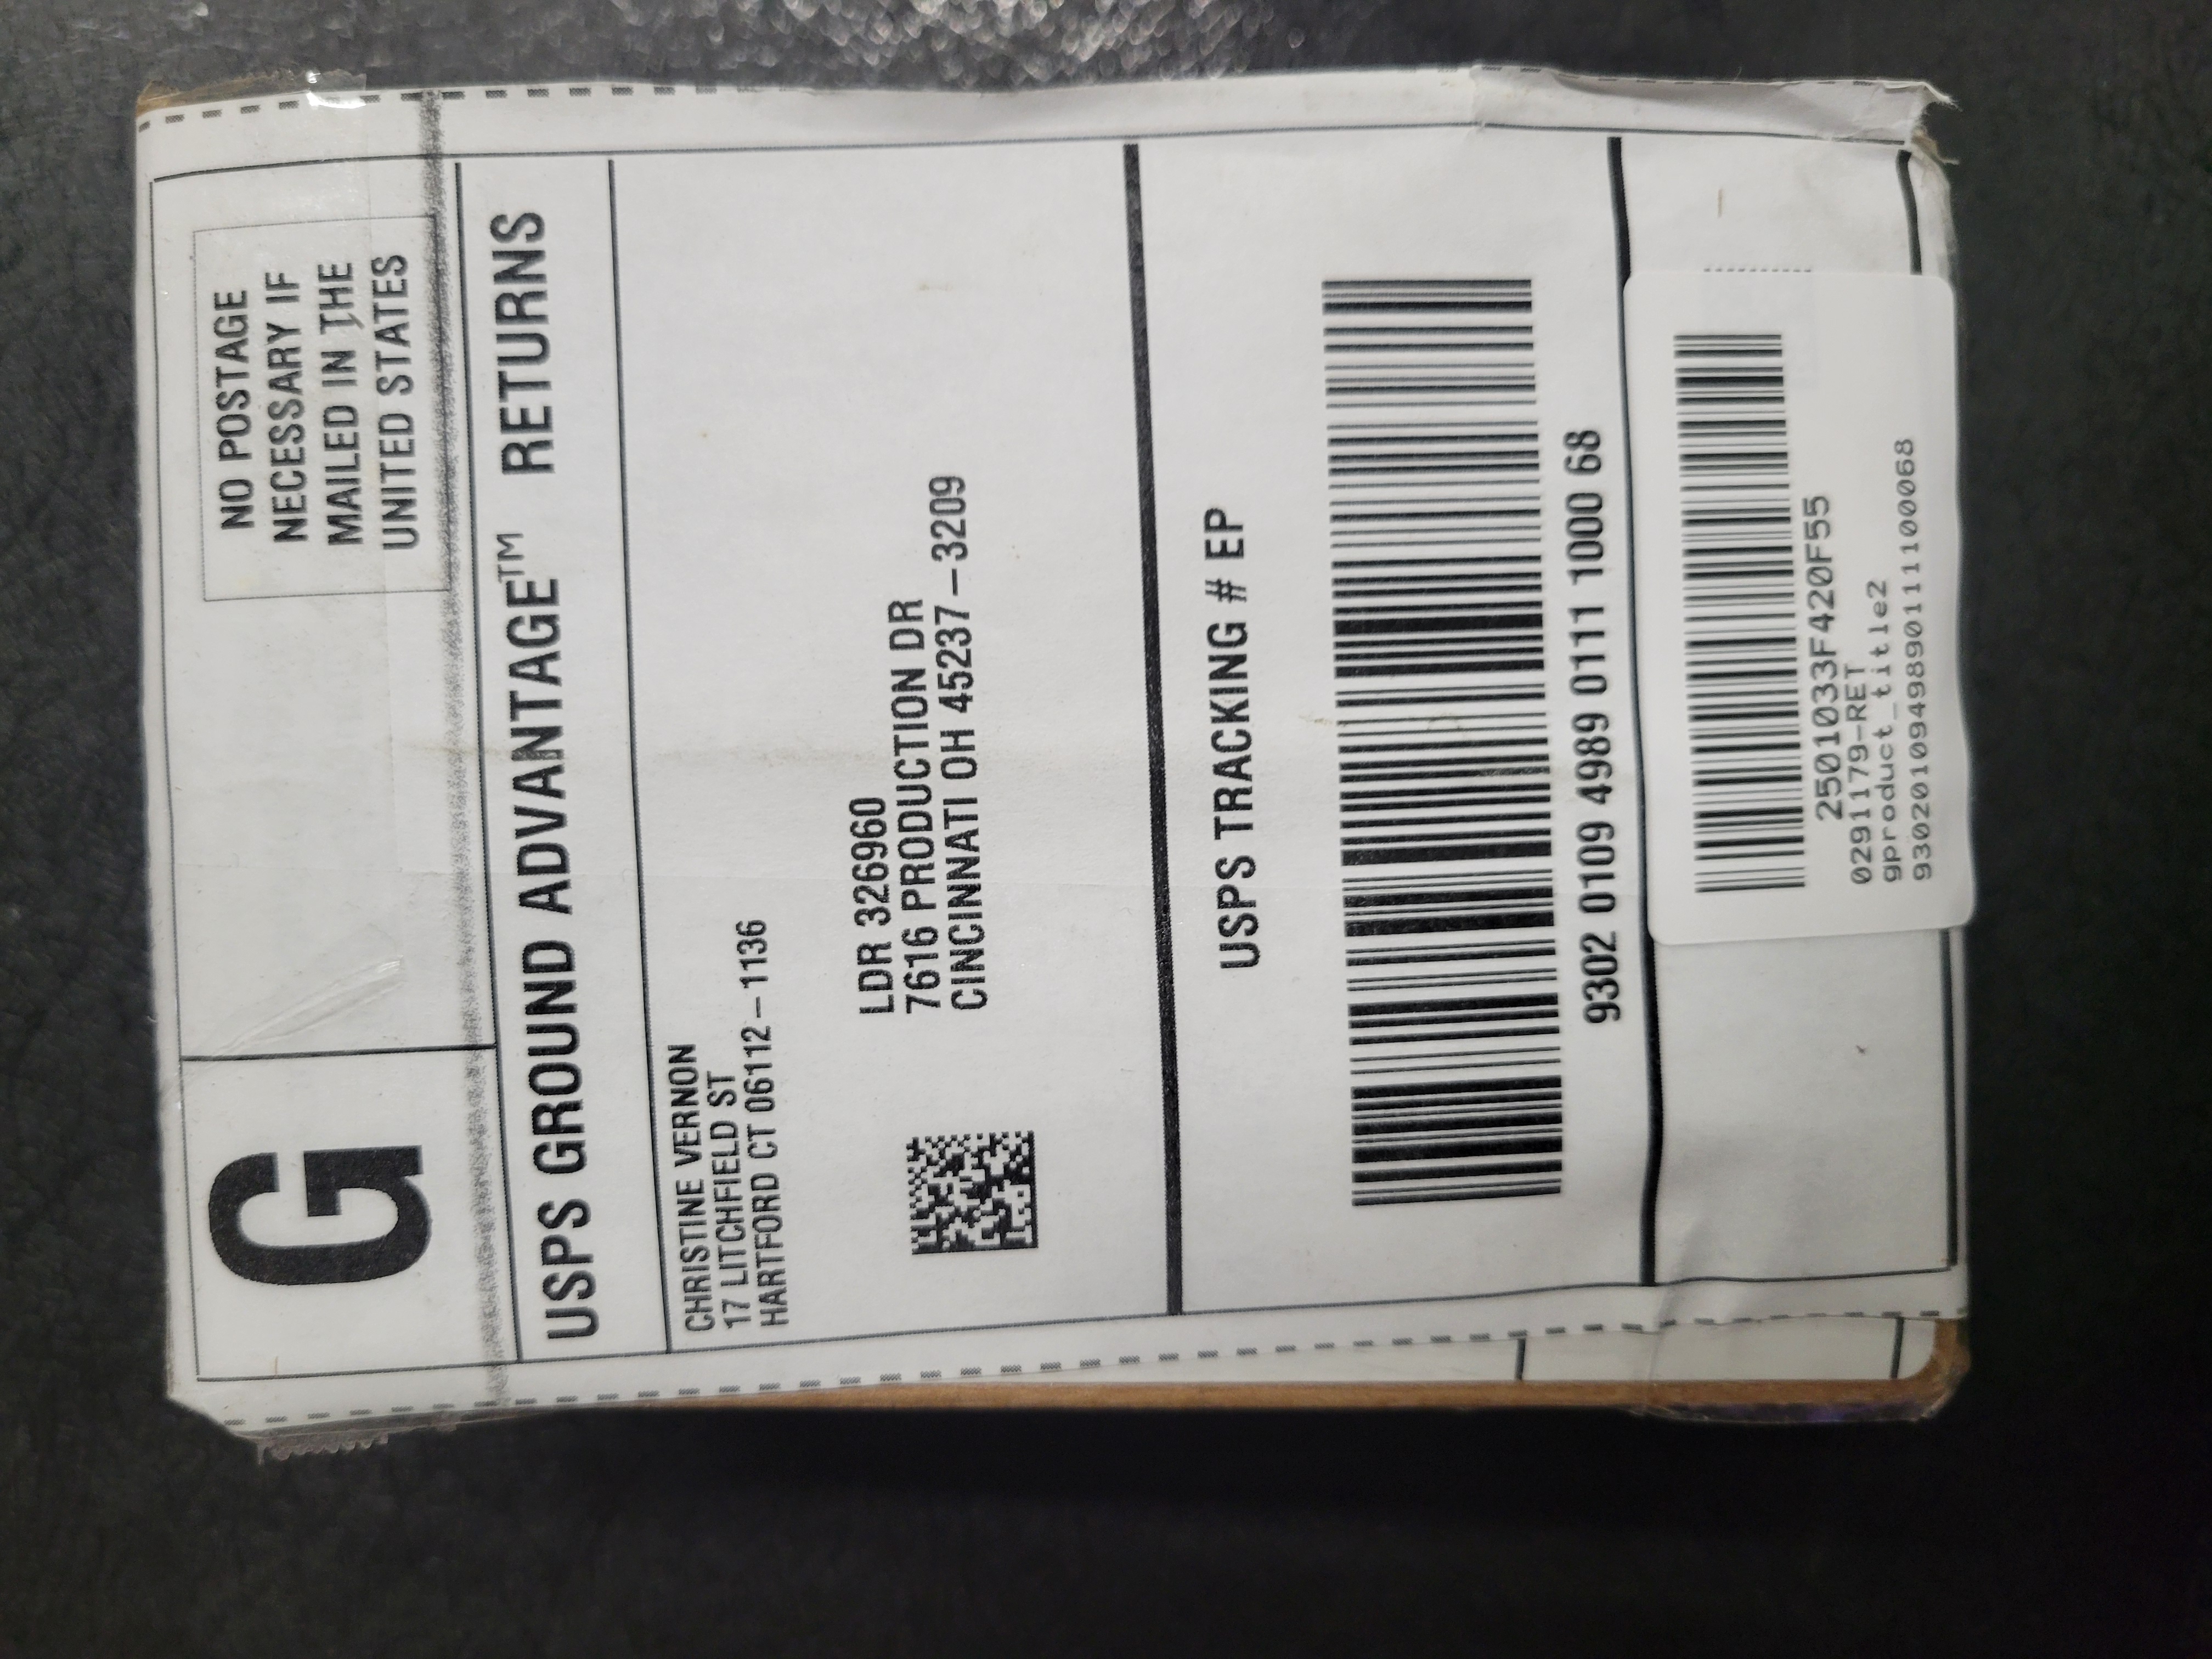 G
NO POSTAGE
NECESSARY IF
MAILED IN THE
UNITED STATES
USPS GROUND ADVANTAGE™ RETURNS
CHRISTINE VERNON
17 LITCHFIELD ST
HARTFORD CT 06112-1136
LDR 326960
7616 PRODUCTION DR
CINCINNATI OH 45237-3209
USPS TRACKING # EP
9302 0109 4989 0111 1000 68
250103​3F420F55
0291179-RET
gproduct_title2
9302010949890111100068